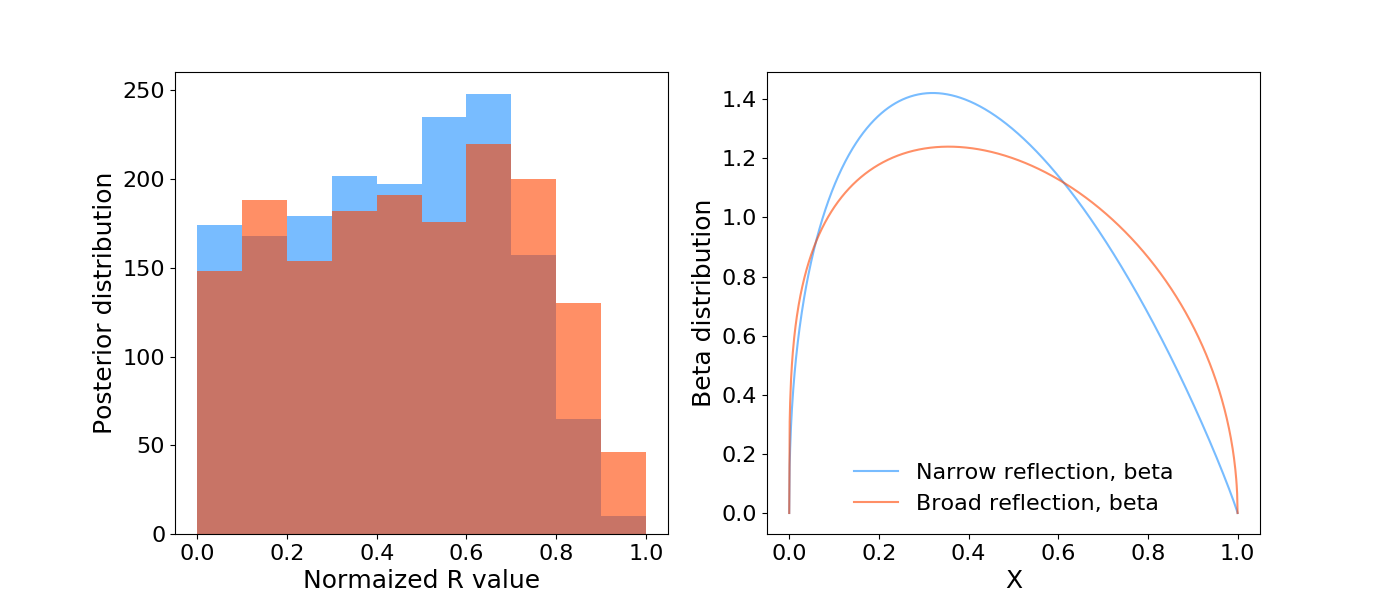 Posterior distribution
250
200
150
100
50
0
0.0 0.2 0.4 0.6 0.8 1.0
Normaized R value
Beta distribution
1.4
1.2
1.0
0.8
0.6
0.4
0.2
0.0
Narrow reflection, beta
Broad reflection, beta
0.0 0.2 0.4 0.6 0.8 1.0
X